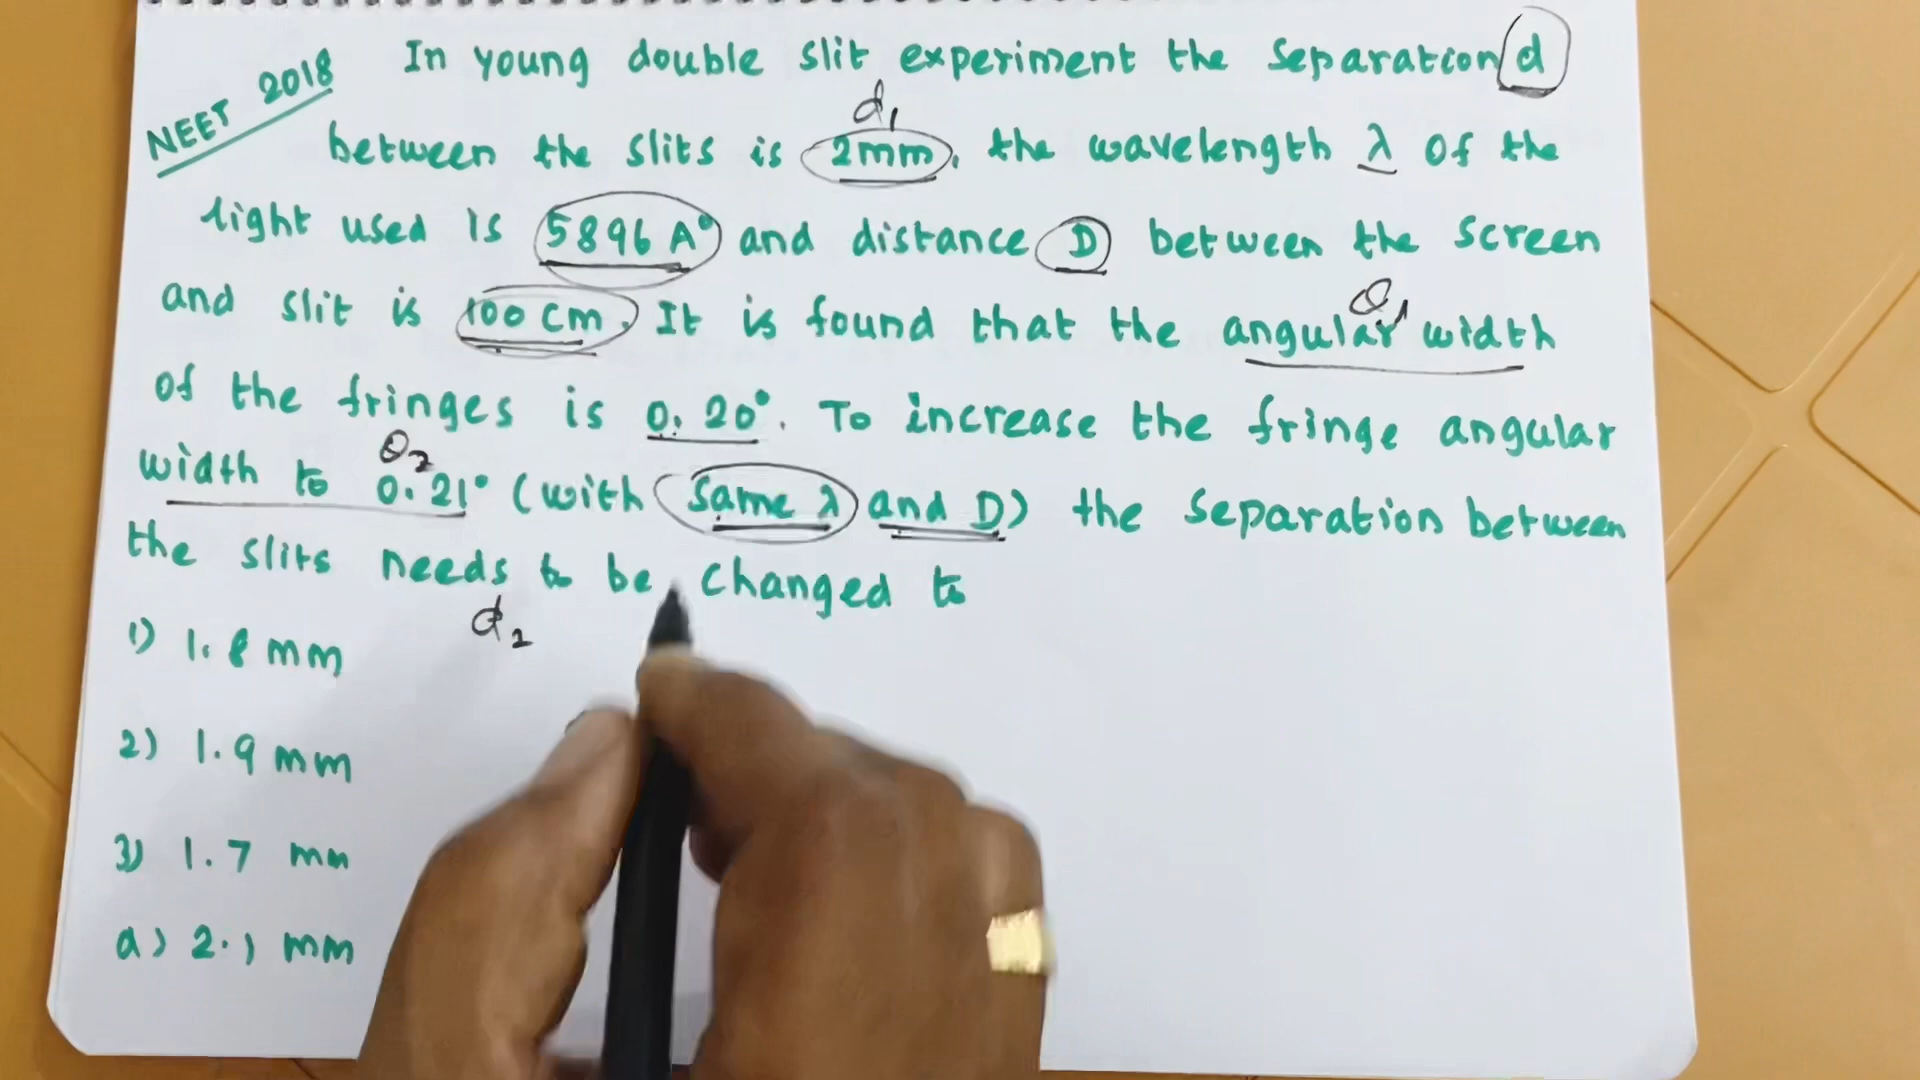 NEET 2018
In young double slit experiment the separation d
d1
between the slits is 2mm, the wavelength λ of the
light used is 5896 A° and distance D between the screen
and slit is 100 cm. It is found that the angular width
θ1
of the fringes is 0.20°. To increase the fringe angular
θ2
width to 0.21° (with same λ and D) the separation between
the slits needs to be changed to
d2
1) 1.8 mm
2) 1.9 mm
3) 1.7 mm
a) 2.1 mm